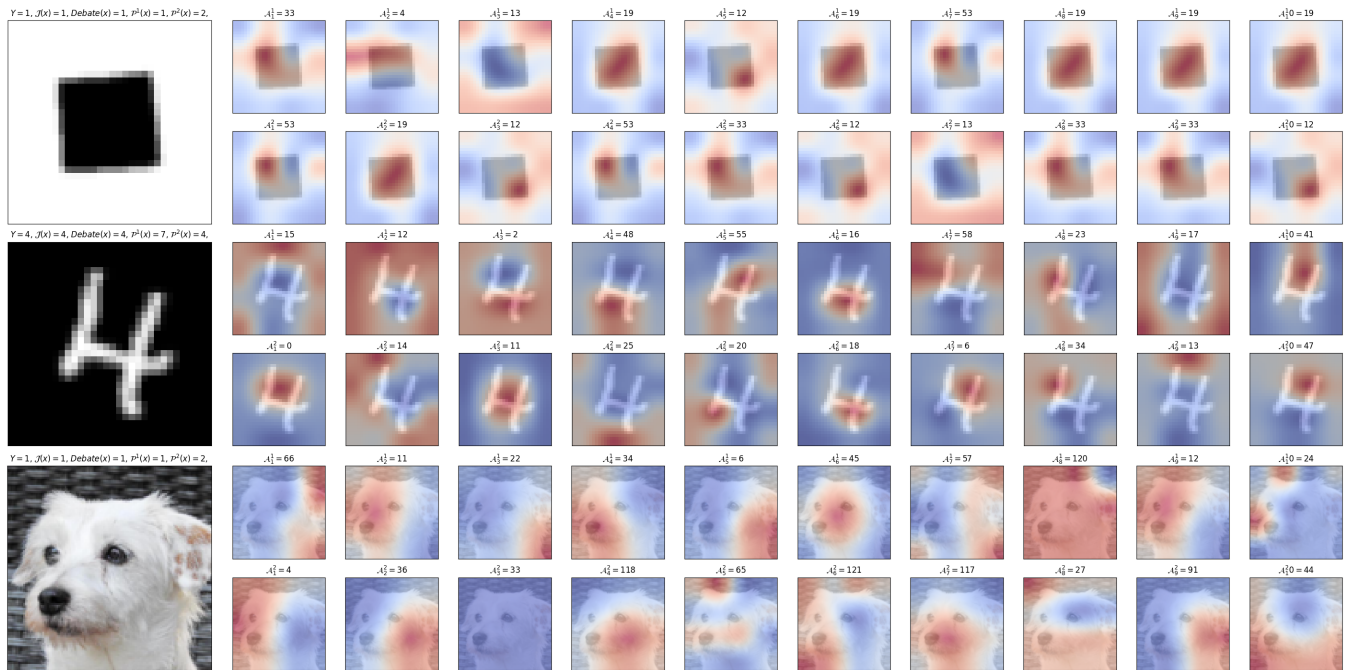 Y = 1, 𝒥(x) = 1, Debate(x) = 1, 𝒫¹(x) = 1, 𝒫²(x) = 2,
𝒜¹₁ = 33 𝒜¹₂ = 4 𝒜¹₃ = 13 𝒜¹₄ = 19 𝒜¹₅ = 12 𝒜¹₆ = 19 𝒜¹₇ = 53 𝒜¹₈ = 19 𝒜¹₉ = 19 𝒜¹₁0 = 19
𝒜²₁ = 53 𝒜²₂ = 19 𝒜²₃ = 12 𝒜²₄ = 53 𝒜²₅ = 33 𝒜²₆ = 12 𝒜²₇ = 13 𝒜²₈ = 33 𝒜²₉ = 33 𝒜²₁0 = 12
Y = 4, 𝒥(x) = 4, Debate(x) = 4, 𝒫¹(x) = 7, 𝒫²(x) = 4,
𝒜¹₁ = 15 𝒜¹₂ = 12 𝒜¹₃ = 2 𝒜¹₄ = 48 𝒜¹₅ = 55 𝒜¹₆ = 16 𝒜¹₇ = 58 𝒜¹₈ = 23 𝒜¹₉ = 17 𝒜¹₁0 = 41
4
𝒜²₁ = 0 𝒜²₂ = 14 𝒜²₃ = 11 𝒜²₄ = 25 𝒜²₅ = 20 𝒜²₆ = 18 𝒜²₇ = 6 𝒜²₈ = 34 𝒜²₉ = 13 𝒜²₁0 = 47
Y = 1, 𝒥(x) = 1, Debate(x) = 1, 𝒫¹(x) = 1, 𝒫²(x) = 2,
𝒜¹₁ = 66 𝒜¹₂ = 11 𝒜¹₃ = 22 𝒜¹₄ = 34 𝒜¹₅ = 6 𝒜¹₆ = 45 𝒜¹₇ = 57 𝒜¹₈ = 120 𝒜¹₉ = 12 𝒜¹₁0 = 24
𝒜²₁ = 4 𝒜²₂ = 36 𝒜²₃ = 33 𝒜²₄ = 118 𝒜²₅ = 65 𝒜²₆ = 121 𝒜²₇ = 117 𝒜²₈ = 27 𝒜²₉ = 91 𝒜²₁0 = 44